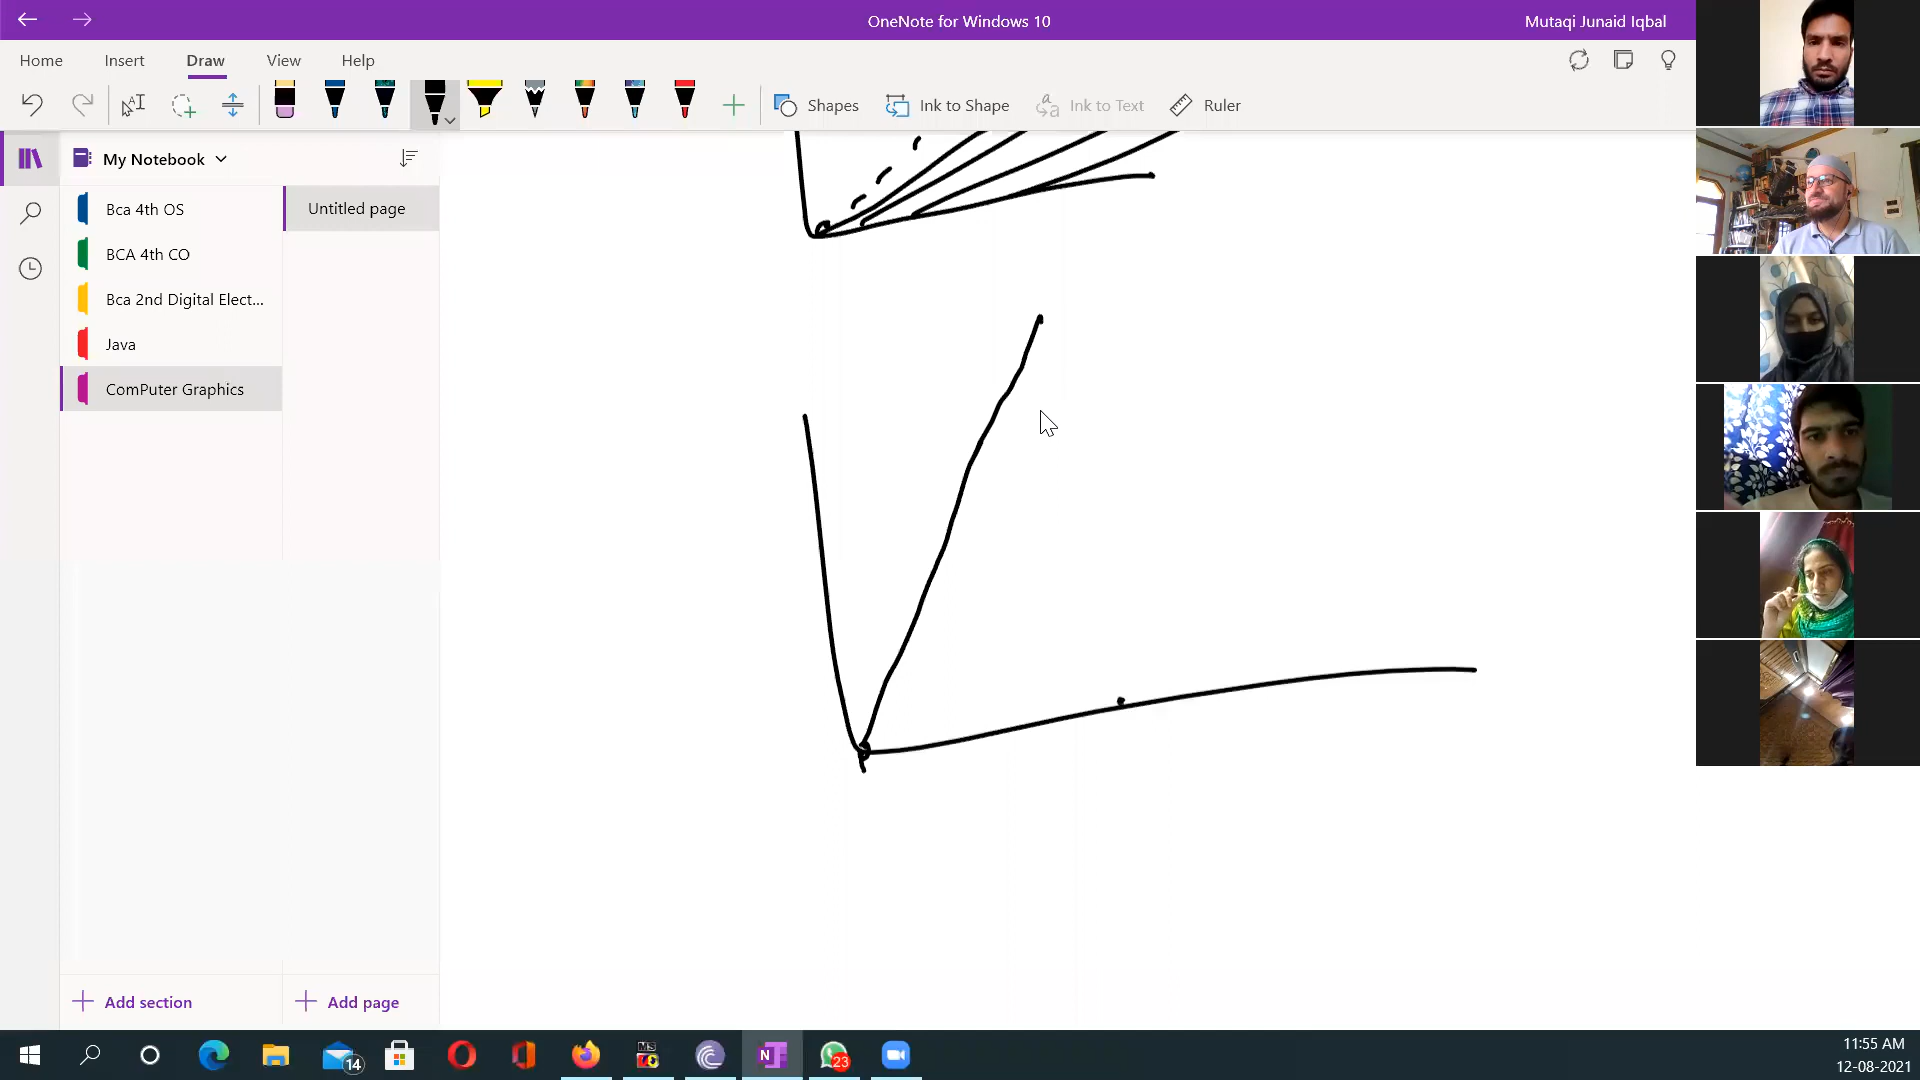 OneNote for Windows 10
Mutaqi Junaid Iqbal
Home Insert Draw View Help
Shapes Ink to Shape Ink to Text Ruler
My Notebook
Bca 4th OS
BCA 4th CO
Bca 2nd Digital Elect...
Java
ComPuter Graphics
Untitled page
Add section
Add page
14
23
11:55 AM
12-08-2021